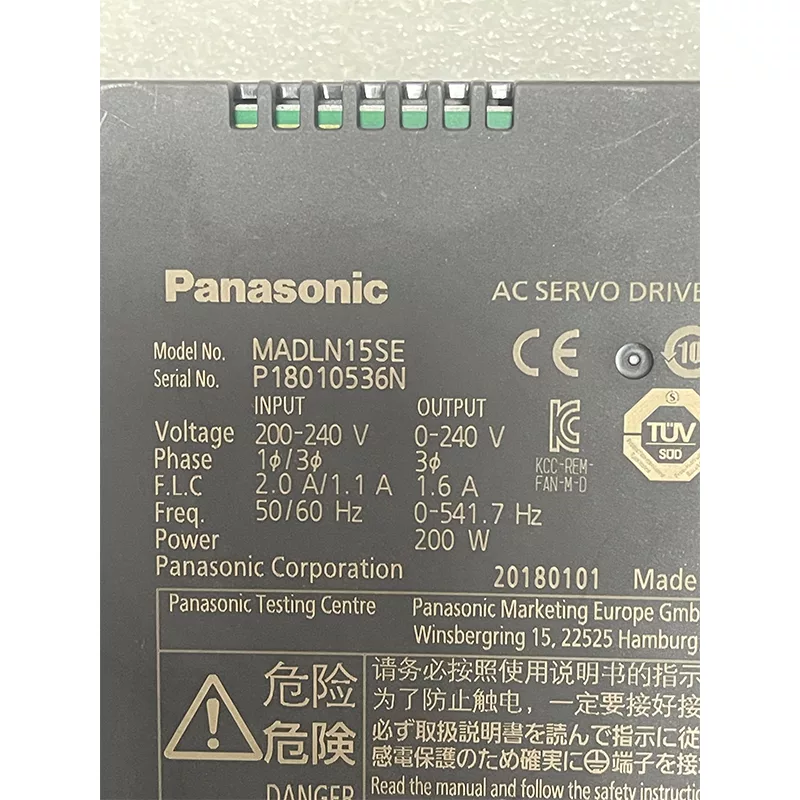 Panasonic AC SERVO DRIVE
Model No. MADLN15SE
Serial No. P18010536N
INPUT OUTPUT
Voltage 200-240 V 0-240 V
Phase 1ϕ/3ϕ 3ϕ
F.L.C 2.0 A/1.1 A 1.6 A
Freq. 50/60 Hz 0-541.7 Hz
Power 200 W
CE
10
TÜV
SÜD
KCC-REM-
FAN-M-D
Panasonic Corporation 20180101 Made
Panasonic Testing Centre Panasonic Marketing Europe Gmb
Winsbergring 15, 22525 Hamburg
危险 请务必按照使用说明书的指示
为了防止触电，一定要接好接
危険 必ず取扱説明書を読んで指示に従
感電保護のため確実に⏚端子を接
DANGER Read the manual and follow the safety instructio